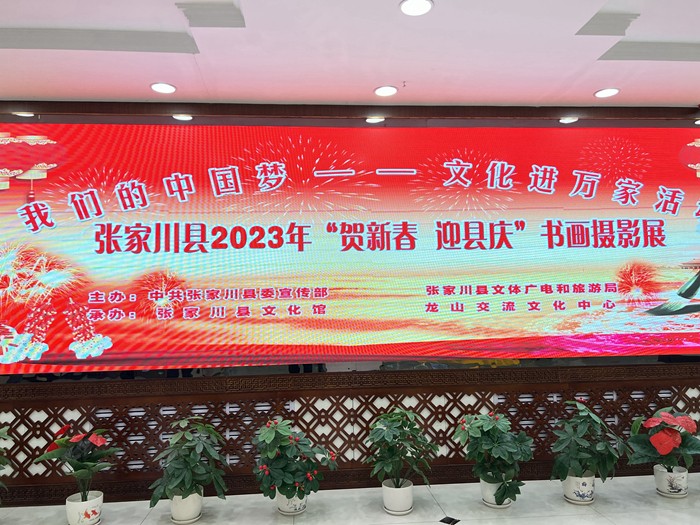 我们的中国梦——文化进万家活
张家川县2023年“贺新春 迎县庆”书画摄影展
主办：中共张家川县委宣传部 张家川县文体广电和旅游局
承办：张家川县文化馆 龙山交流文化中心